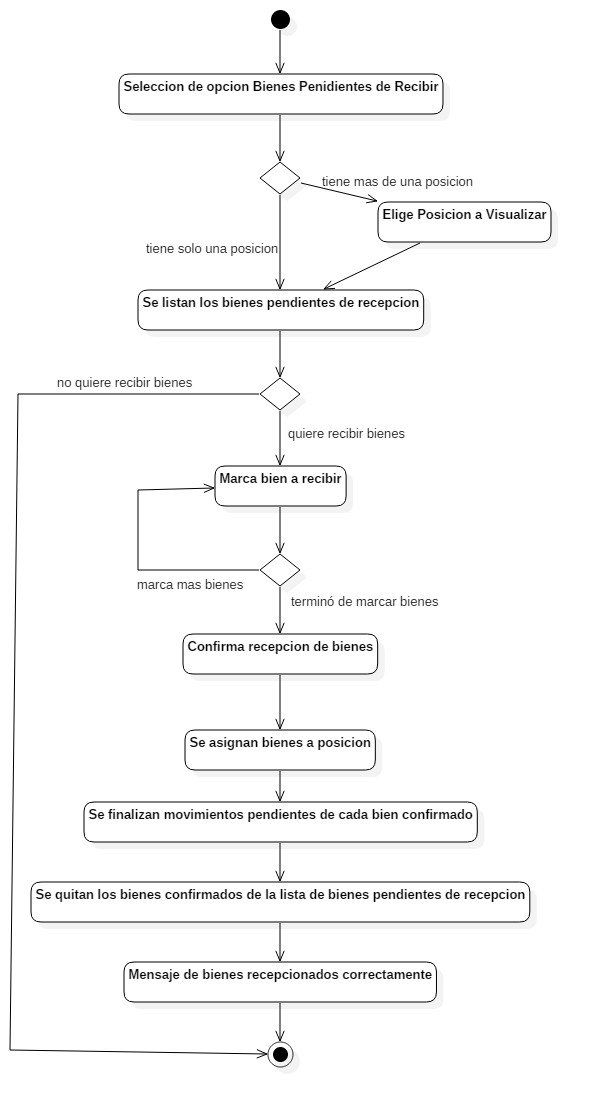 Seleccion de opcion Bienes Penidientes de Recibir
tiene mas de una posicion
Elige Posicion a Visualizar
tiene solo una posicion
Se listan los bienes pendientes de recepcion
no quiere recibir bienes
quiere recibir bienes
Marca bien a recibir
marca mas bienes
terminó de marcar bienes
Confirma recepcion de bienes
Se asignan bienes a posicion
Se finalizan movimientos pendientes de cada bien confirmado
Se quitan los bienes confirmados de la lista de bienes pendientes de recepcion
Mensaje de bienes recepcionados correctamente